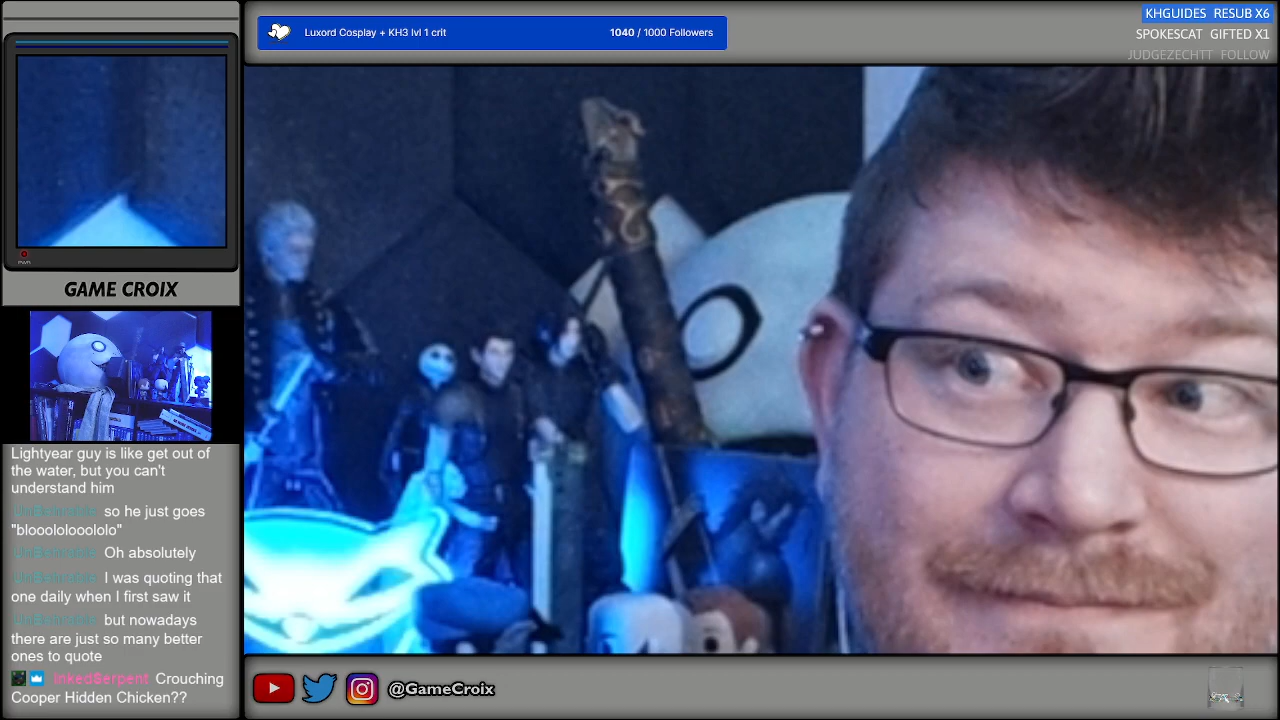 Luxord Cosplay + KH3 lvl 1 crit 1040 / 1000 Followers
KHGUIDES RESUB X6
SPOKESCAT GIFTED X1
JUDGEZECHTT FOLLOW
PWR
GAME CROIX
Lightyear guy is like get out of
the water, but you can't
understand him
so he just goes
"blooololoooololo"
Oh absolutely
I was quoting that
one daily when I first saw it
but nowadays
there are just so many better
ones to quote
InkedSerpent Crouching
Cooper Hidden Chicken??
@GameCroix